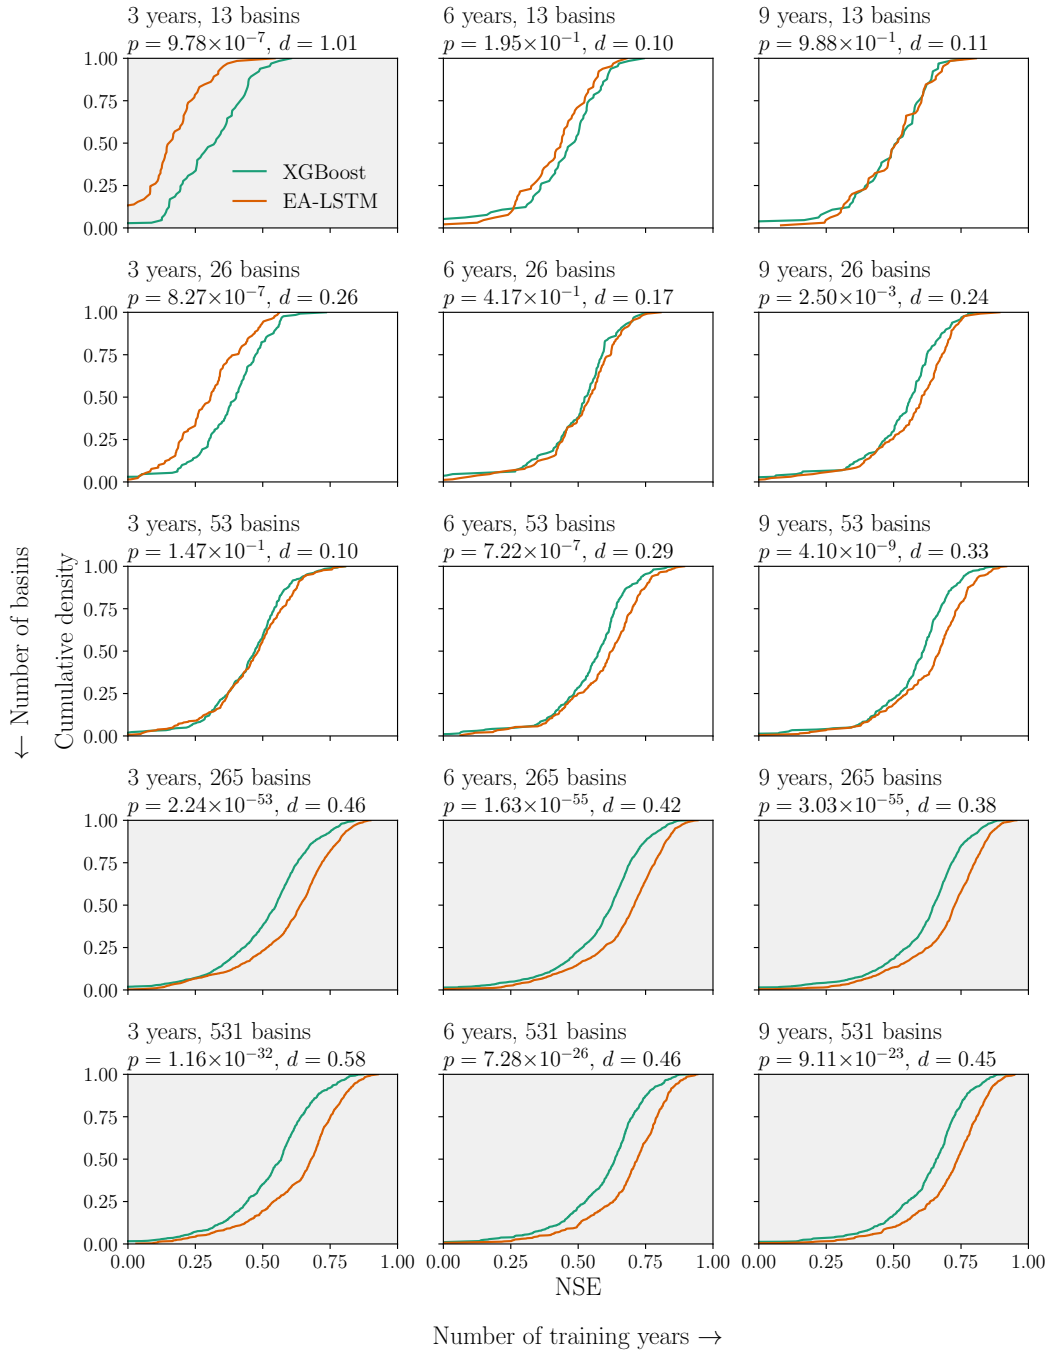 3 years, 13 basins
p = 9.78×10⁻⁷, d = 1.01
6 years, 13 basins
p = 1.95×10⁻¹, d = 0.10
9 years, 13 basins
p = 9.88×10⁻¹, d = 0.11
1.00
0.75
0.50
0.25
0.00
XGBoost
EA-LSTM
3 years, 26 basins
p = 8.27×10⁻⁷, d = 0.26
6 years, 26 basins
p = 4.17×10⁻¹, d = 0.17
9 years, 26 basins
p = 2.50×10⁻³, d = 0.24
1.00
0.75
0.50
0.25
0.00
3 years, 53 basins
p = 1.47×10⁻¹, d = 0.10
6 years, 53 basins
p = 7.22×10⁻⁷, d = 0.29
9 years, 53 basins
p = 4.10×10⁻⁹, d = 0.33
← Number of basins
Cumulative density
1.00
0.75
0.50
0.25
0.00
3 years, 265 basins
p = 2.24×10⁻⁵³, d = 0.46
6 years, 265 basins
p = 1.63×10⁻⁵⁵, d = 0.42
9 years, 265 basins
p = 3.03×10⁻⁵⁵, d = 0.38
1.00
0.75
0.50
0.25
0.00
3 years, 531 basins
p = 1.16×10⁻³², d = 0.58
6 years, 531 basins
p = 7.28×10⁻²⁶, d = 0.46
9 years, 531 basins
p = 9.11×10⁻²³, d = 0.45
1.00
0.75
0.50
0.25
0.00
0.00 0.25 0.50 0.75 1.00
0.00 0.25 0.50 0.75 1.00
0.00 0.25 0.50 0.75 1.00
NSE
Number of training years →